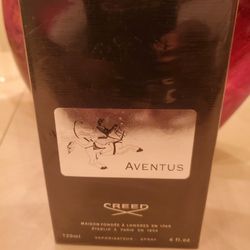 AVENTUS
CREED
MAISON FONDÉE À LONDRES EN 1760
ÉTABLIE À PARIS EN 1854
120ml
VAPORISATEUR SPRAY
4 fl.oz